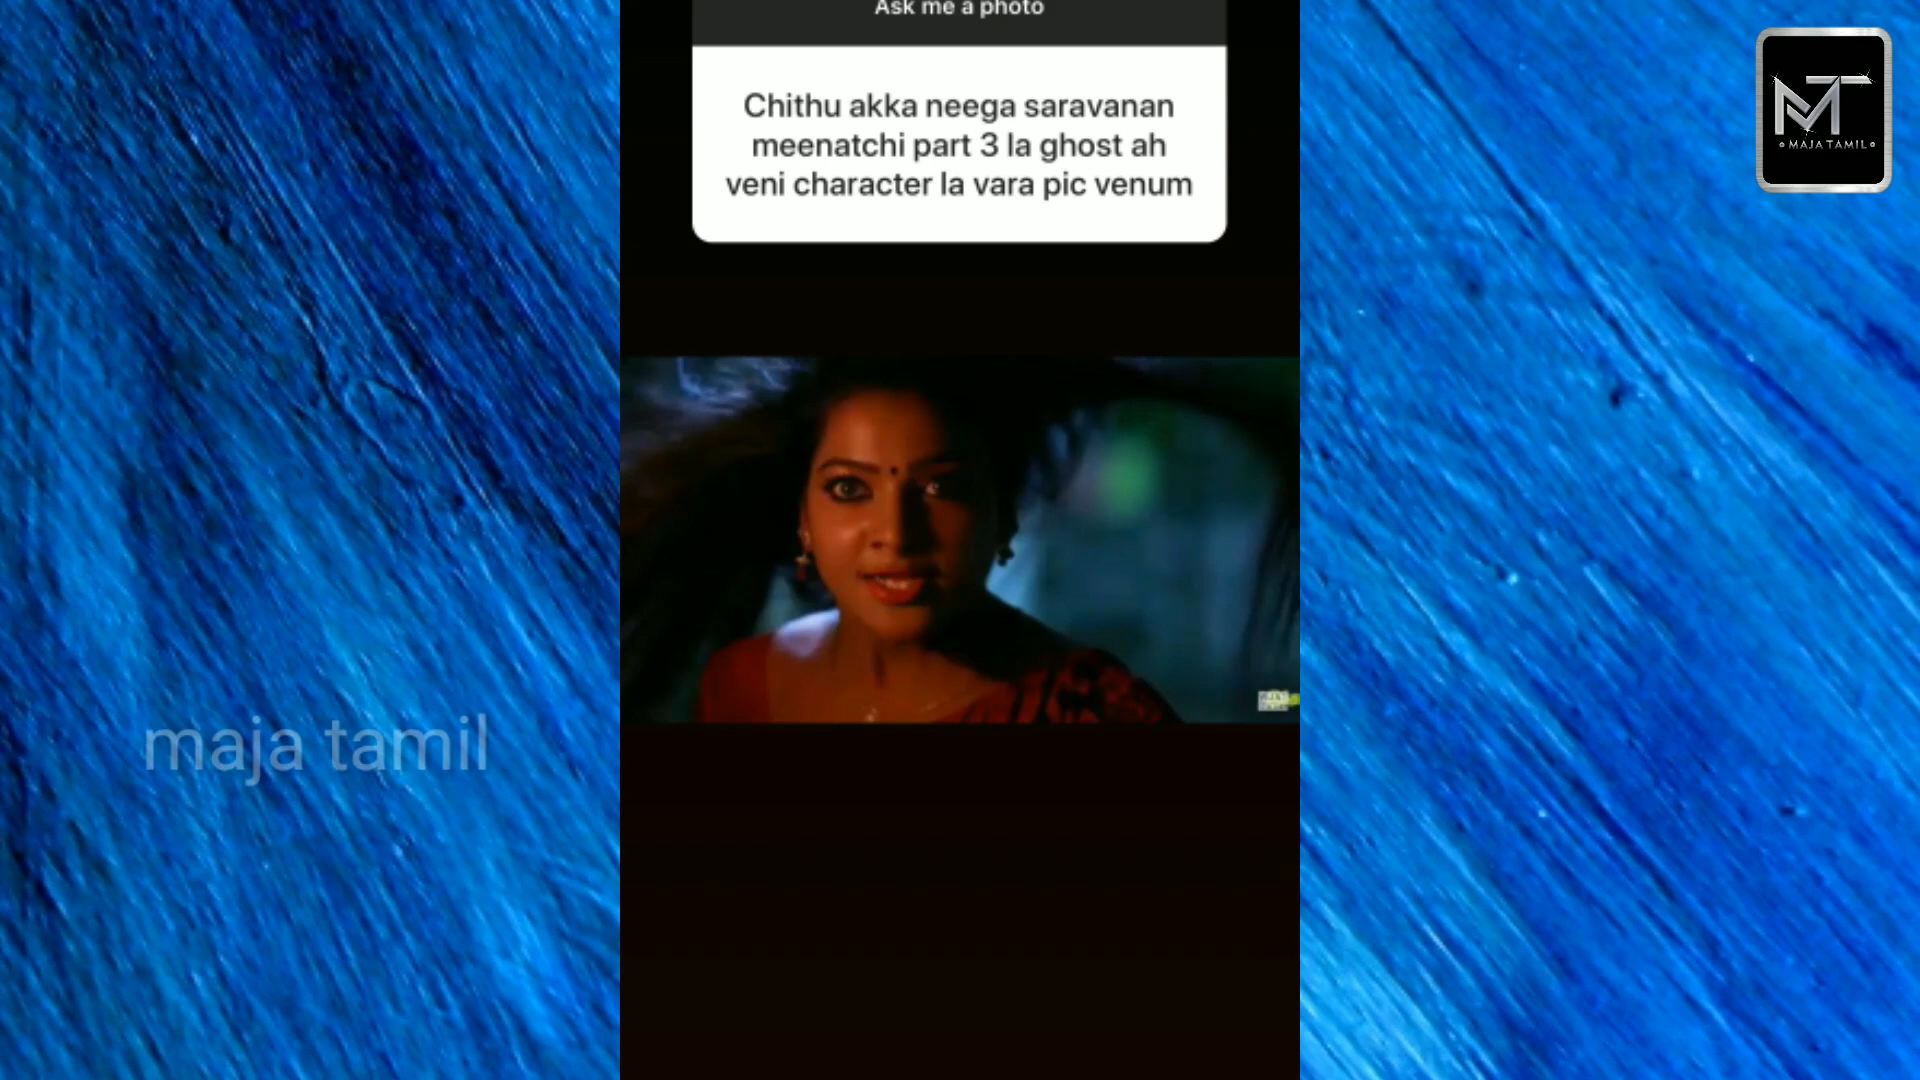 Ask me a photo
Chithu akka neega saravanan
meenatchi part 3 la ghost ah
veni character la vara pic venum
MT
MAJA TAMIL
maja tamil